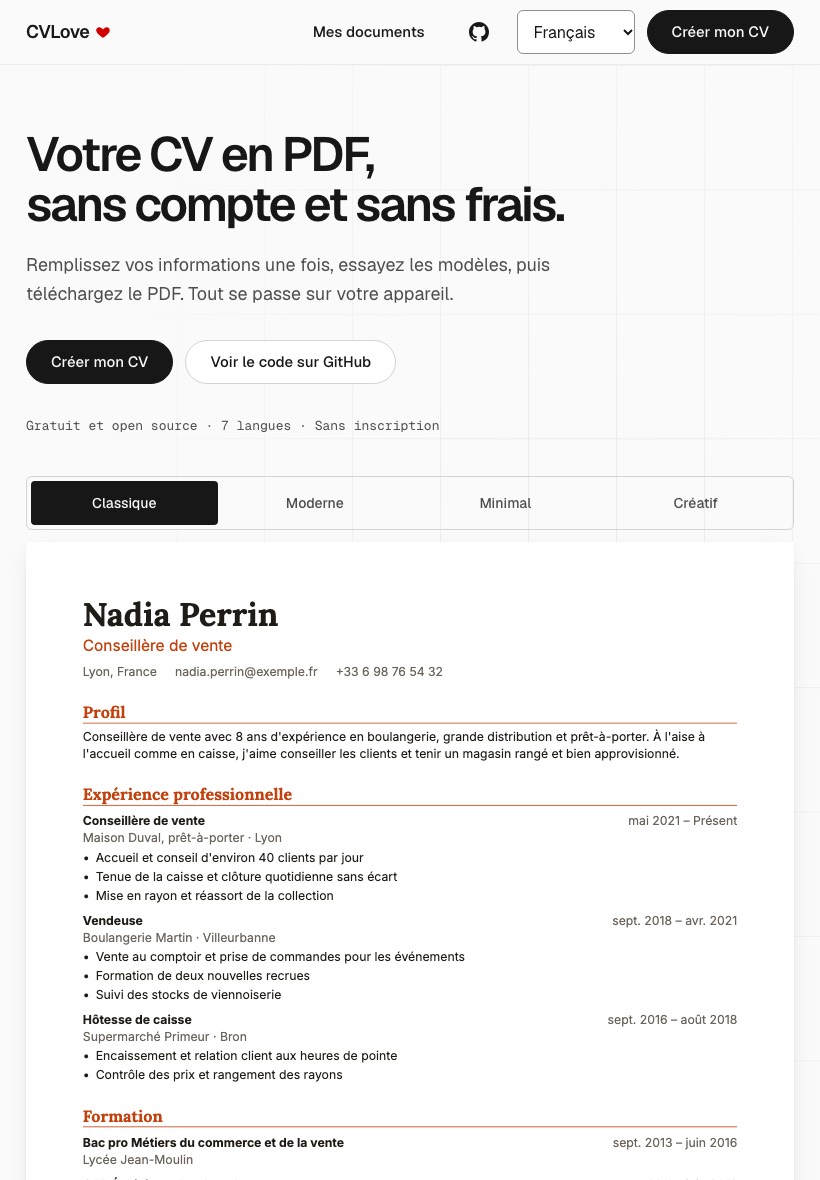 CVLove
Mes documents
Français
Créer mon CV
Votre CV en PDF,
sans compte et sans frais.
Remplissez vos informations une fois, essayez les modèles, puis
téléchargez le PDF. Tout se passe sur votre appareil.
Créer mon CV
Voir le code sur GitHub
Gratuit et open source · 7 langues · Sans inscription
Classique
Moderne
Minimal
Créatif
Nadia Perrin
Conseillère de vente
Lyon, France nadia.perrin@exemple.fr +33 6 98 76 54 32
Profil
Conseillère de vente avec 8 ans d'expérience en boulangerie, grande distribution et prêt-à-porter. À l'aise à
l'accueil comme en caisse, j'aime conseiller les clients et tenir un magasin rangé et bien approvisionné.
Expérience professionnelle
Conseillère de vente mai 2021 – Présent
Maison Duval, prêt-à-porter · Lyon
• Accueil et conseil d'environ 40 clients par jour
• Tenue de la caisse et clôture quotidienne sans écart
• Mise en rayon et réassort de la collection
Vendeuse sept. 2018 – avr. 2021
Boulangerie Martin · Villeurbanne
• Vente au comptoir et prise de commandes pour les événements
• Formation de deux nouvelles recrues
• Suivi des stocks de viennoiserie
Hôtesse de caisse sept. 2016 – août 2018
Supermarché Primeur · Bron
• Encaissement et relation client aux heures de pointe
• Contrôle des prix et rangement des rayons
Formation
Bac pro Métiers du commerce et de la vente sept. 2013 – juin 2016
Lycée Jean-Moulin